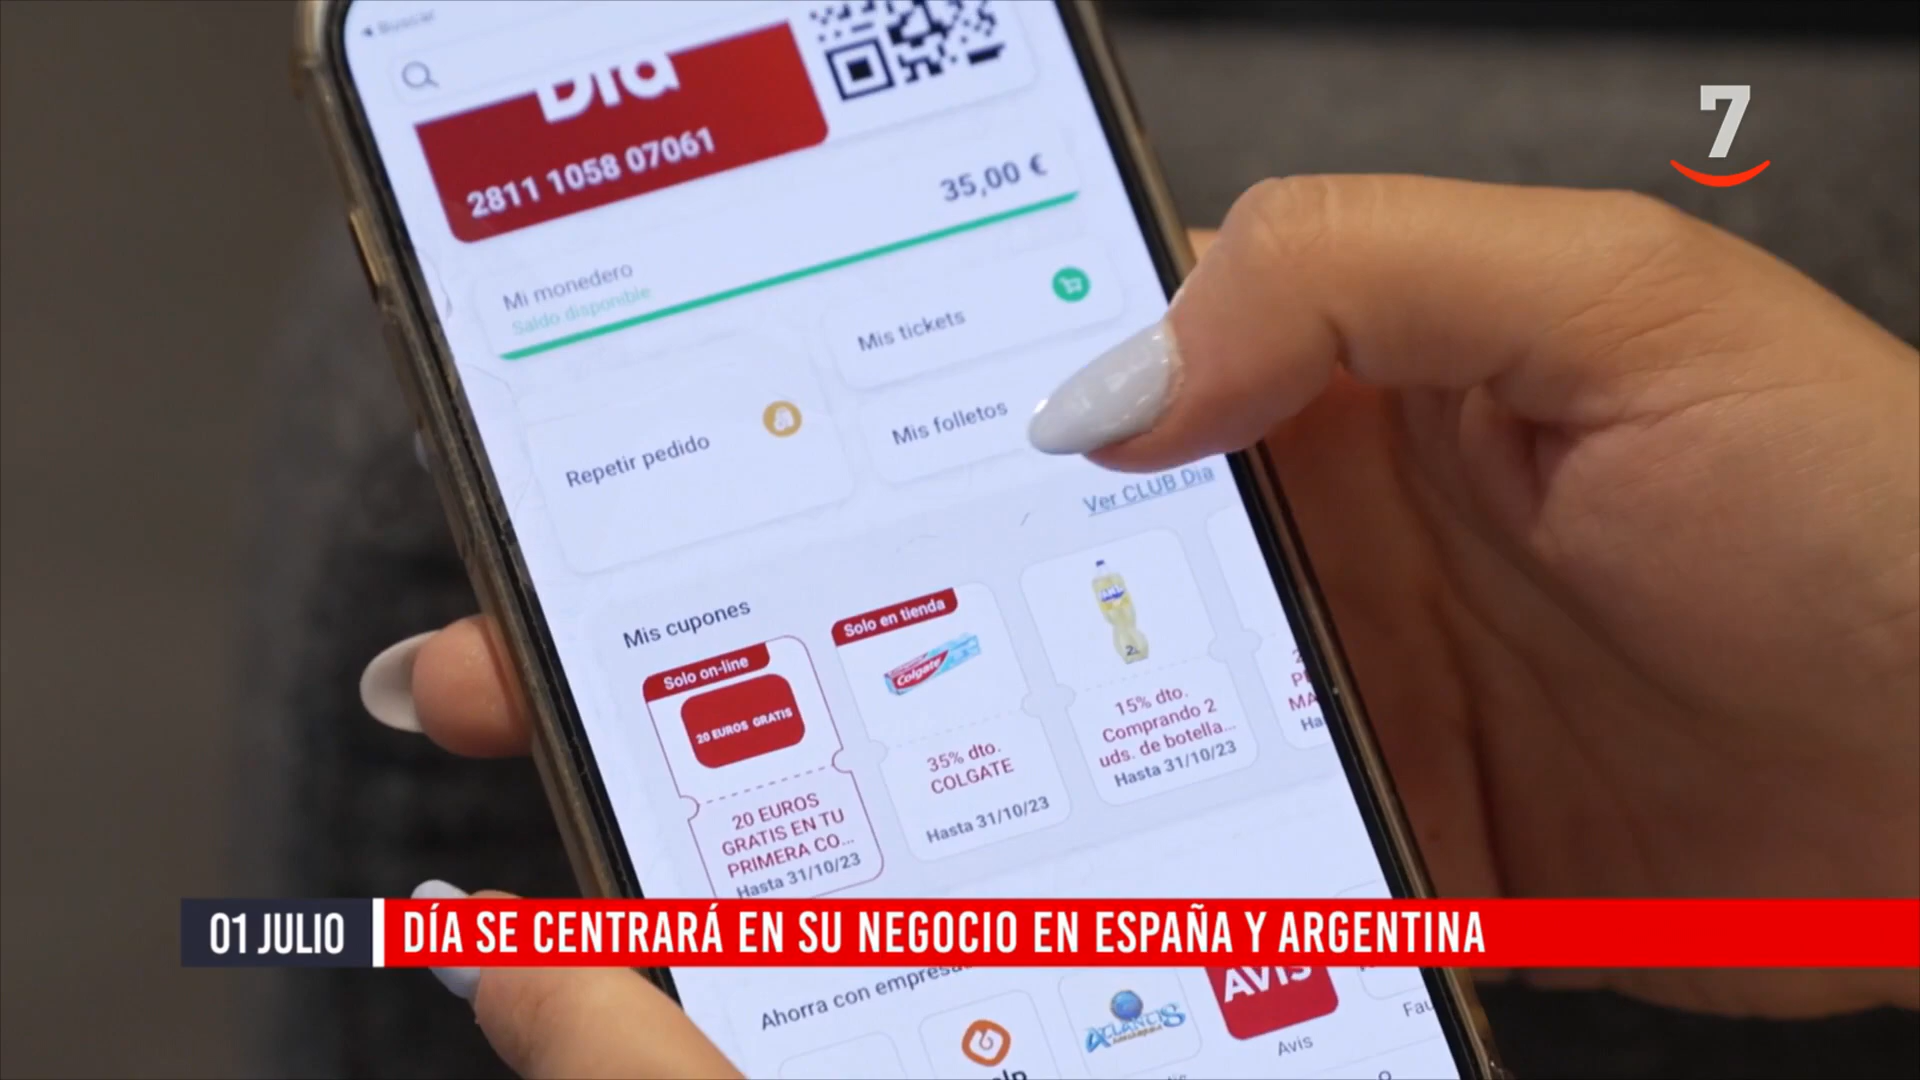 Buscar
Dia
2811 1058 07061
7
35,00 €
Mi monedero
Saldo disponible
Mis tickets
Repetir pedido
Mis folletos
Ver CLUB Dia
Mis cupones
Solo on-line
20 EUROS GRATIS
20 EUROS
GRATIS EN TU
PRIMERA CO...
Hasta 31/10/23
Solo en tienda
Colgate
35% dto.
COLGATE
Hasta 31/10/23
2L
15% dto.
Comprando 2
uds. de botella...
Hasta 31/10/23
01 JULIO
DÍA SE CENTRARÁ EN SU NEGOCIO EN ESPAÑA Y ARGENTINA
Ahorra con empresa
ATLANTIS
AVIS
Avis